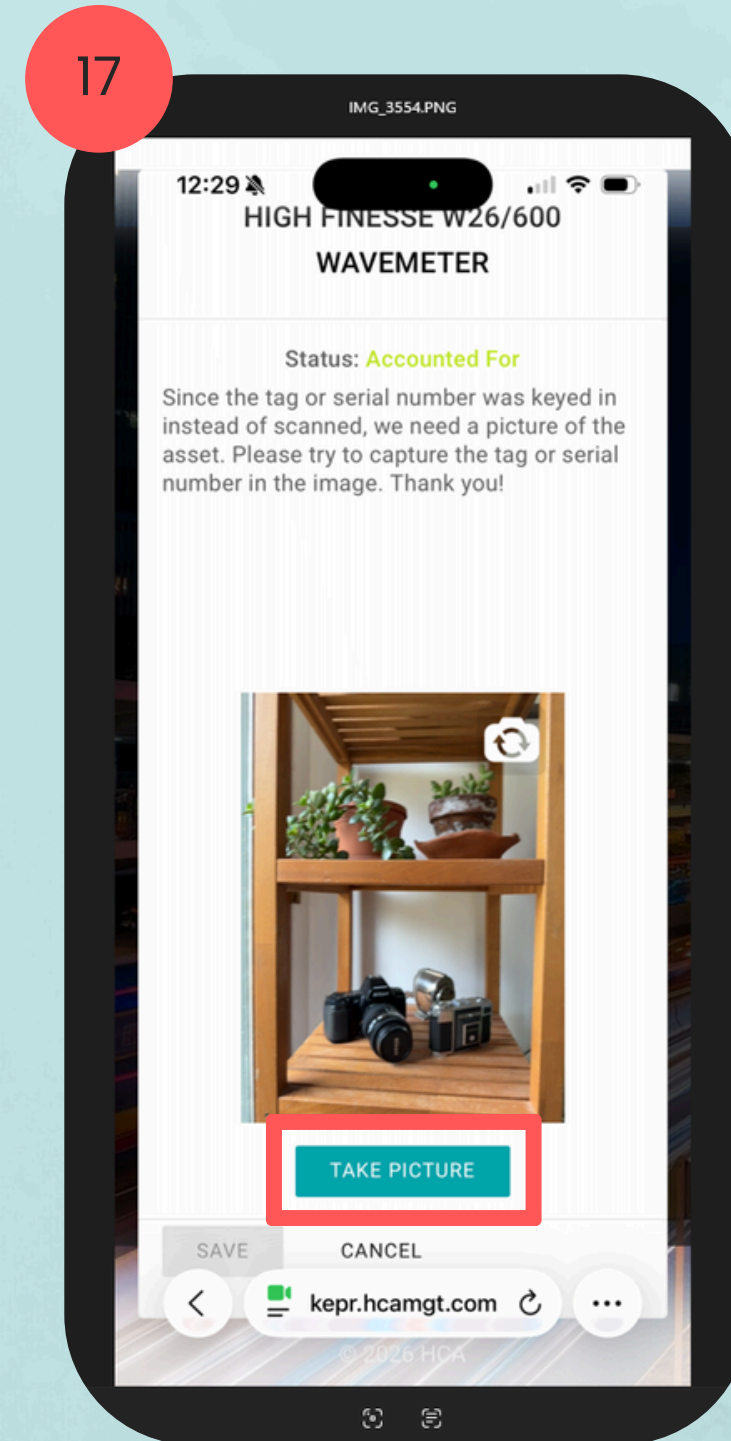 17
IMG_3554.PNG
12:29
HIGH FINESSE W26/600
WAVEMETER
Status: Accounted For
Since the tag or serial number was keyed in
instead of scanned, we need a picture of the
asset. Please try to capture the tag or serial
number in the image. Thank you!
TAKE PICTURE
SAVE CANCEL
kepr.hcamgt.com
© 2026 HCA